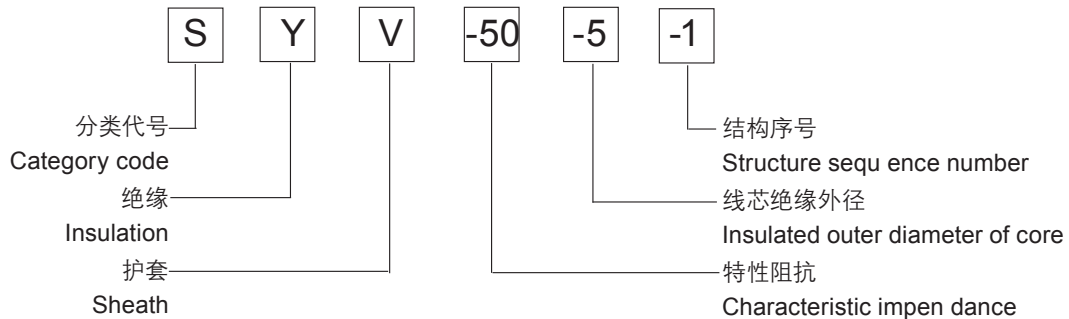 S Y V -50 -5 -1
分类代号
Category code
绝缘
Insulation
护套
Sheath
结构序号
Structure sequ ence number
线芯绝缘外径
Insulated outer diameter of core
特性阻抗
Characteristic impen dance